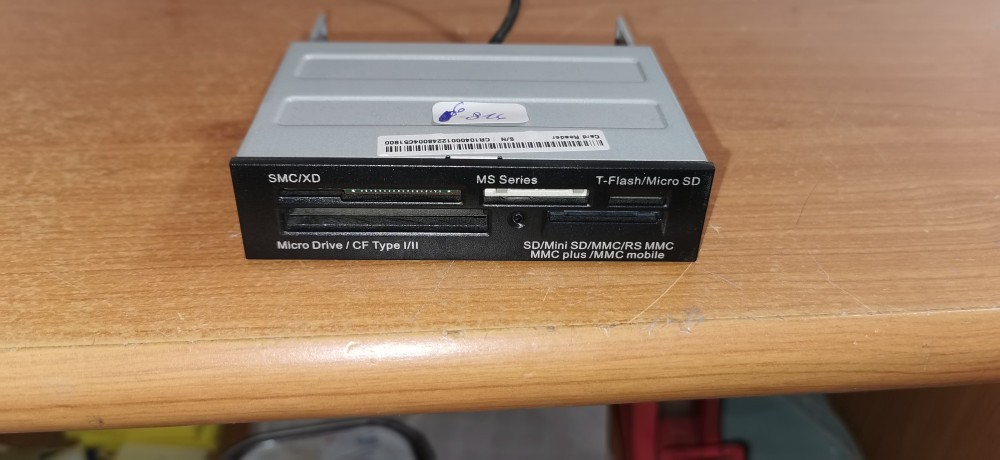 Card Reader
S/N : CR10400012248004C51800
SMC/XD
MS Series
T-Flash/Micro SD
Micro Drive / CF Type I/II
SD/Mini SD/MMC/RS MMC
MMC plus /MMC mobile